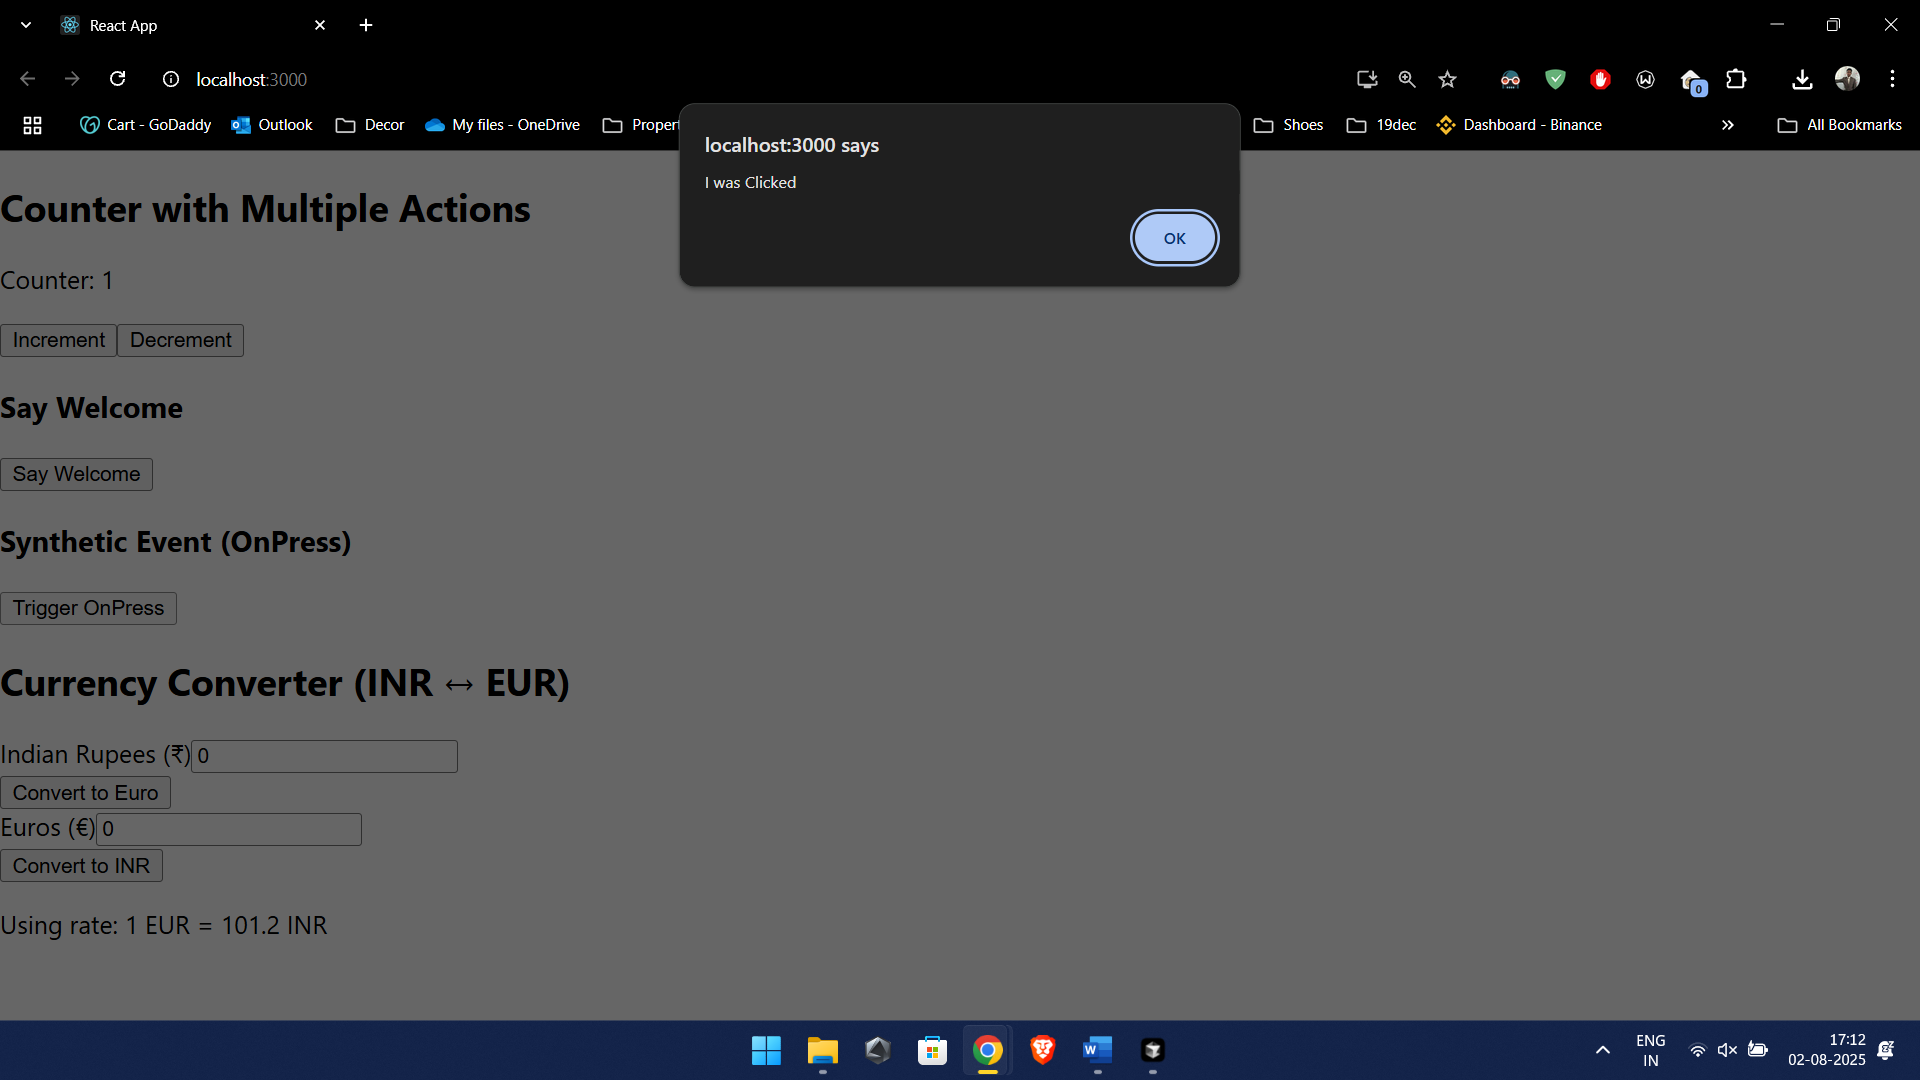 React App
localhost:3000
0
Cart - GoDaddy Outlook Decor My files - OneDrive Propert Shoes 19dec Dashboard - Binance All Bookmarks
localhost:3000 says
I was Clicked
OK
Counter with Multiple Actions
Counter: 1
Increment Decrement
Say Welcome
Say Welcome
Synthetic Event (OnPress)
Trigger OnPress
Currency Converter (INR ↔ EUR)
Indian Rupees (₹) 0
Convert to Euro
Euros (€) 0
Convert to INR
Using rate: 1 EUR = 101.2 INR
ENG
IN
17:12
02-08-2025